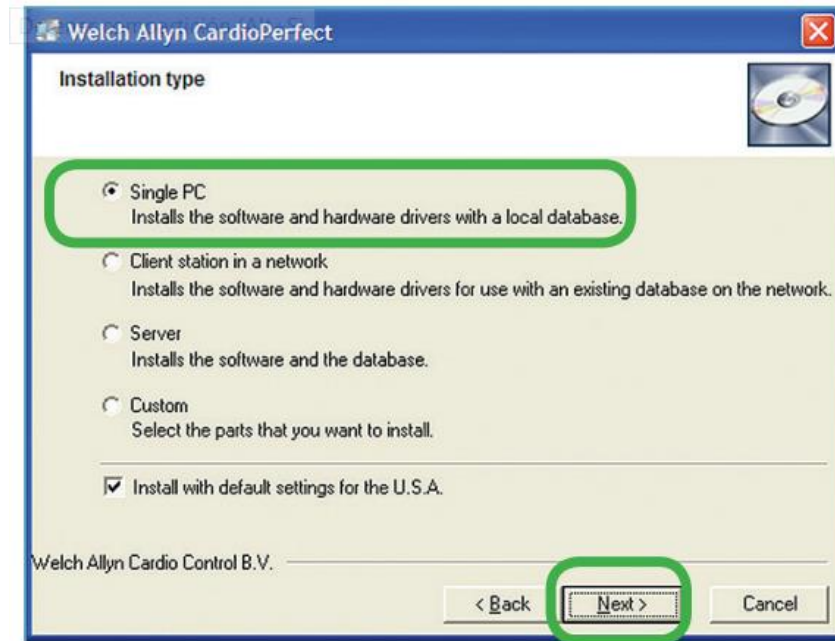 Welch Allyn CardioPerfect
Installation type
Single PC
Installs the software and hardware drivers with a local database.
Client station in a network
Installs the software and hardware drivers for use with an existing database on the network.
Server
Installs the software and the database.
Custom
Select the parts that you want to install.
Install with default settings for the U.S.A.
Welch Allyn Cardio Control B.V.
< Back Next > Cancel